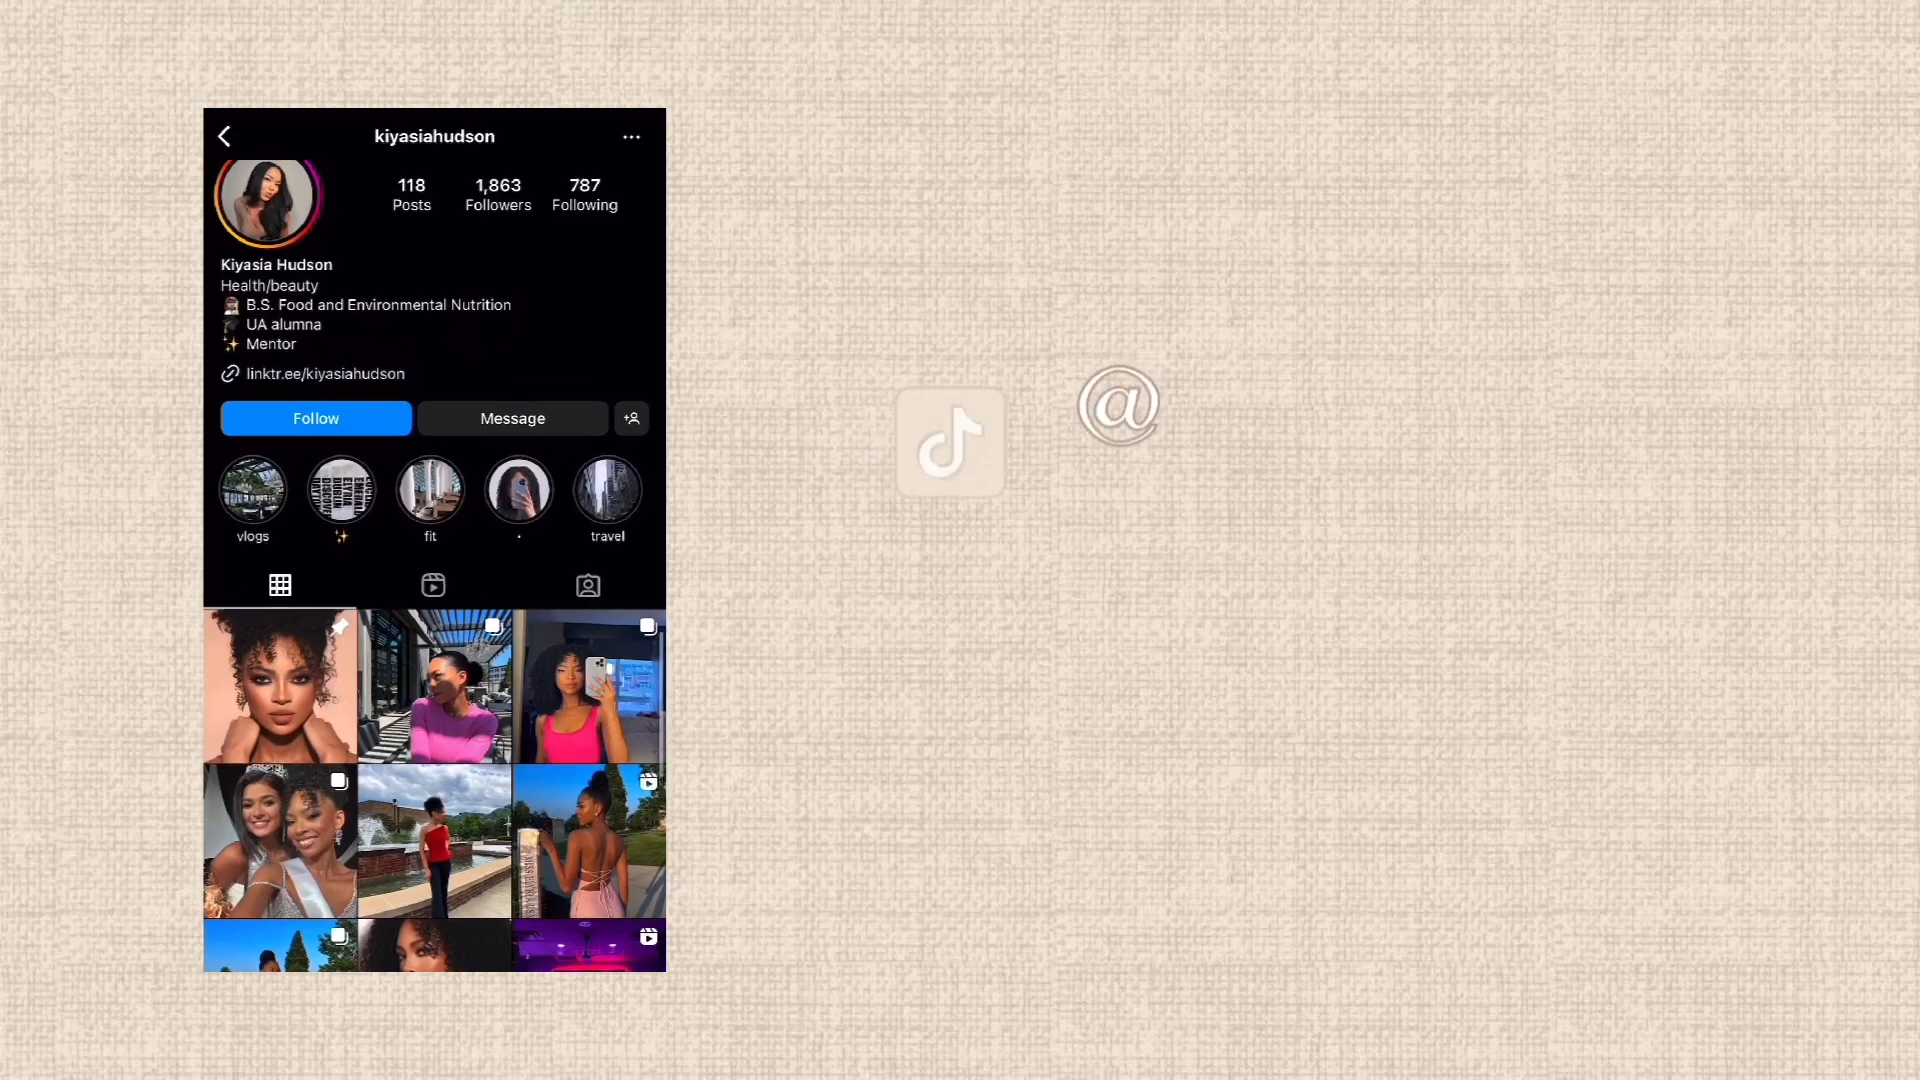 kiyasiahudson
118
Posts
1,863
Followers
787
Following
Kiyasia Hudson
Health/beauty
B.S. Food and Environmental Nutrition
UA alumna
Mentor
linktr.ee/kiyasiahudson
Follow
Message
vlogs
fit
travel
@